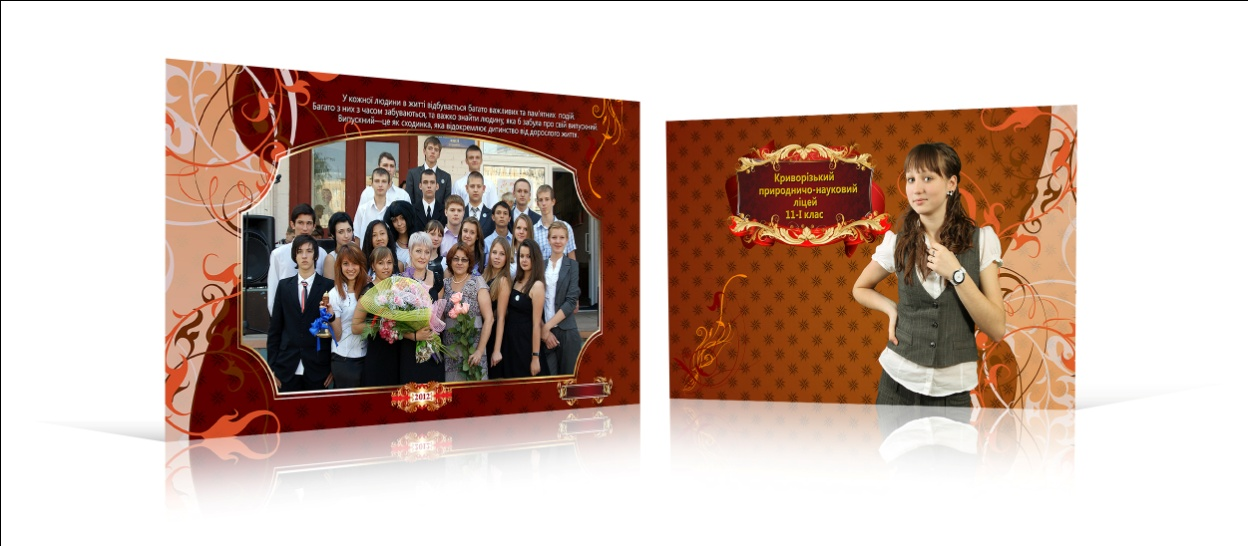 У кожної людини в житті відбувається багато важливих та пам'ятних подій.
Багато з них з часом забуваються, та важко знайти людину, яка б забула про свій випускний.
Випускний—це як сходинка, яка відокремлює дитинство від дорослого життя.
2012
Криворізький
природничо-науковий
ліцей
11-І клас